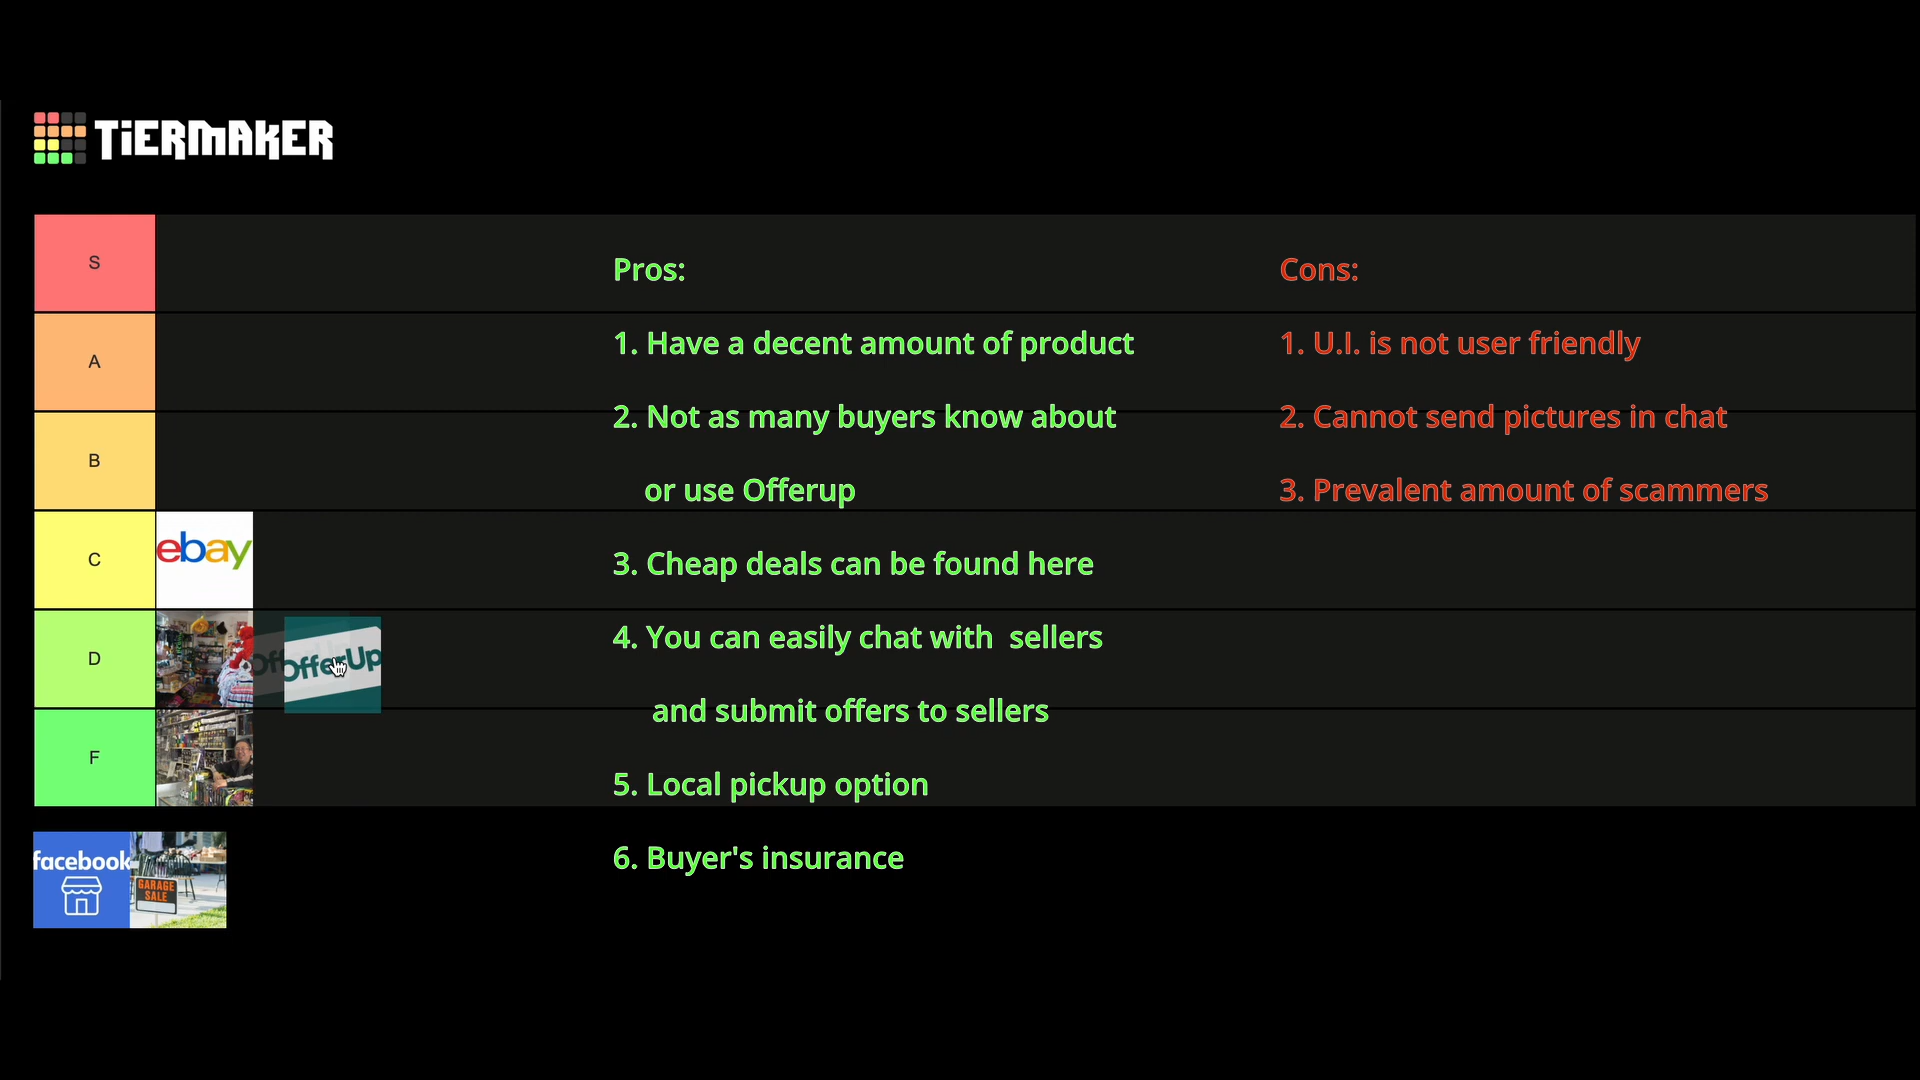 TiERMAKER
S
A
B
C
D
F
ebay
OfferUp
facebook
GARAGE
SALE
Pros:
1. Have a decent amount of product
2. Not as many buyers know about
or use Offerup
3. Cheap deals can be found here
4. You can easily chat with  sellers
and submit offers to sellers
5. Local pickup option
6. Buyer's insurance
Cons:
1. U.I. is not user friendly
2. Cannot send pictures in chat
3. Prevalent amount of scammers